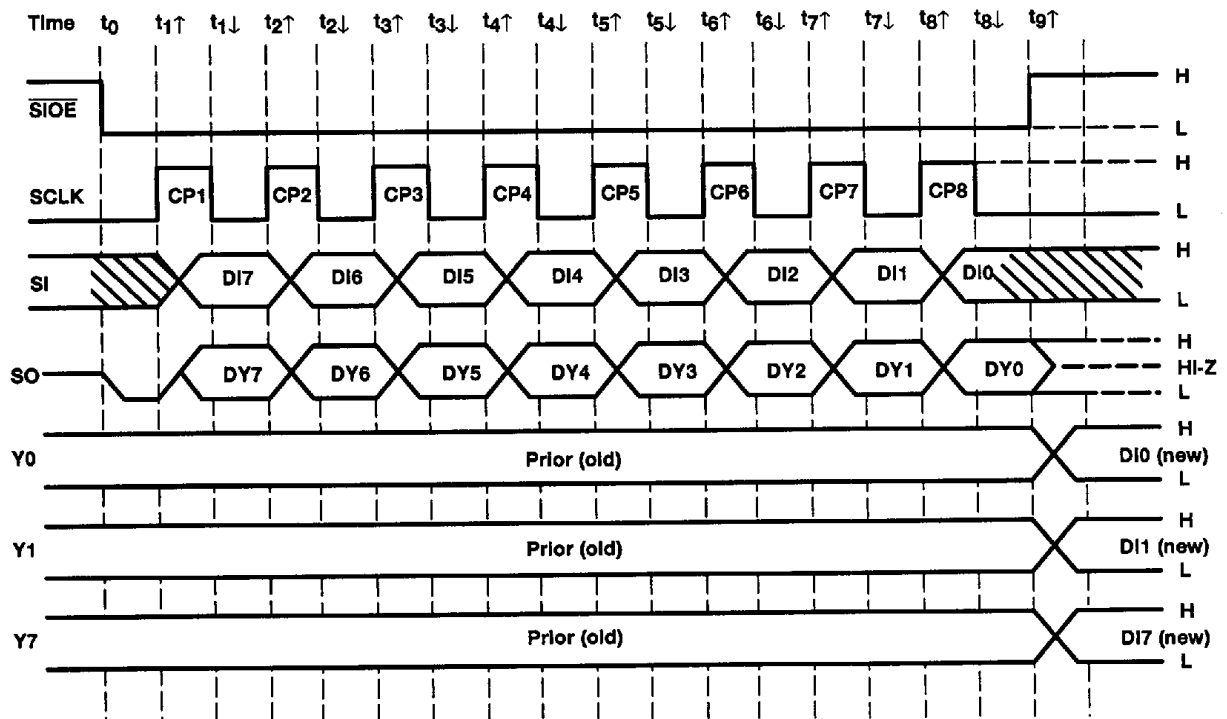 Time t0 t1↑ t1↓ t2↑ t2↓ t3↑ t3↓ t4↑ t4↓ t5↑ t5↓ t6↑ t6↓ t7↑ t7↓ t8↑ t8↓ t9↑
H
SIOE
L
H
SCLK CP1 CP2 CP3 CP4 CP5 CP6 CP7 CP8
L
H
SI DI7 DI6 DI5 DI4 DI3 DI2 DI1 DI0
L
H
SO DY7 DY6 DY5 DY4 DY3 DY2 DY1 DY0 HI-Z
L
H
Y0 Prior (old) DI0 (new)
L
H
Y1 Prior (old) DI1 (new)
L
H
Y7 Prior (old) DI7 (new)
L